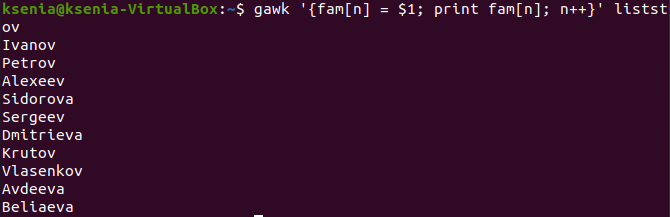 ksenia@ksenia-VirtualBox:~$ gawk '{fam[n] = $1; print fam[n]; n++}' listst
ov
Ivanov
Petrov
Alexeev
Sidorova
Sergeev
Dmitrieva
Krutov
Vlasenkov
Avdeeva
Beliaeva